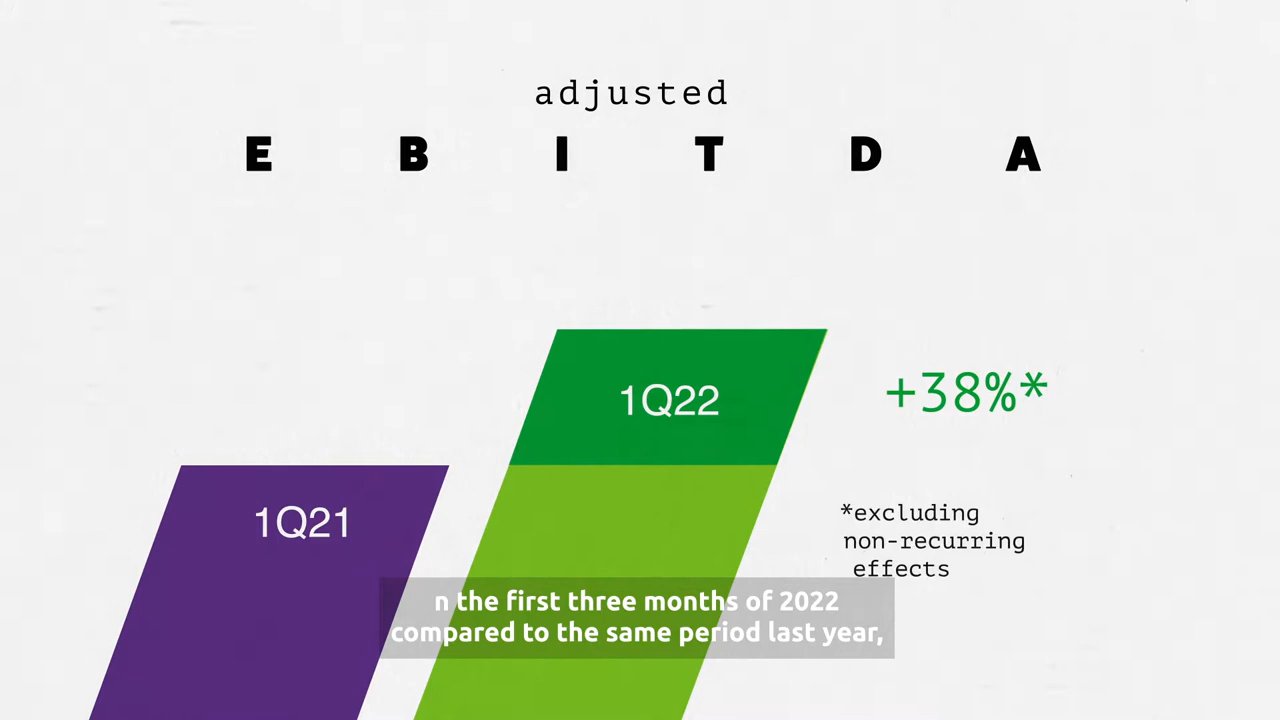 adjusted
E B I T D A
1Q22
+38%*
1Q21
*excluding
non-recurring
effects
n the first three months of 2022
compared to the same period last year,